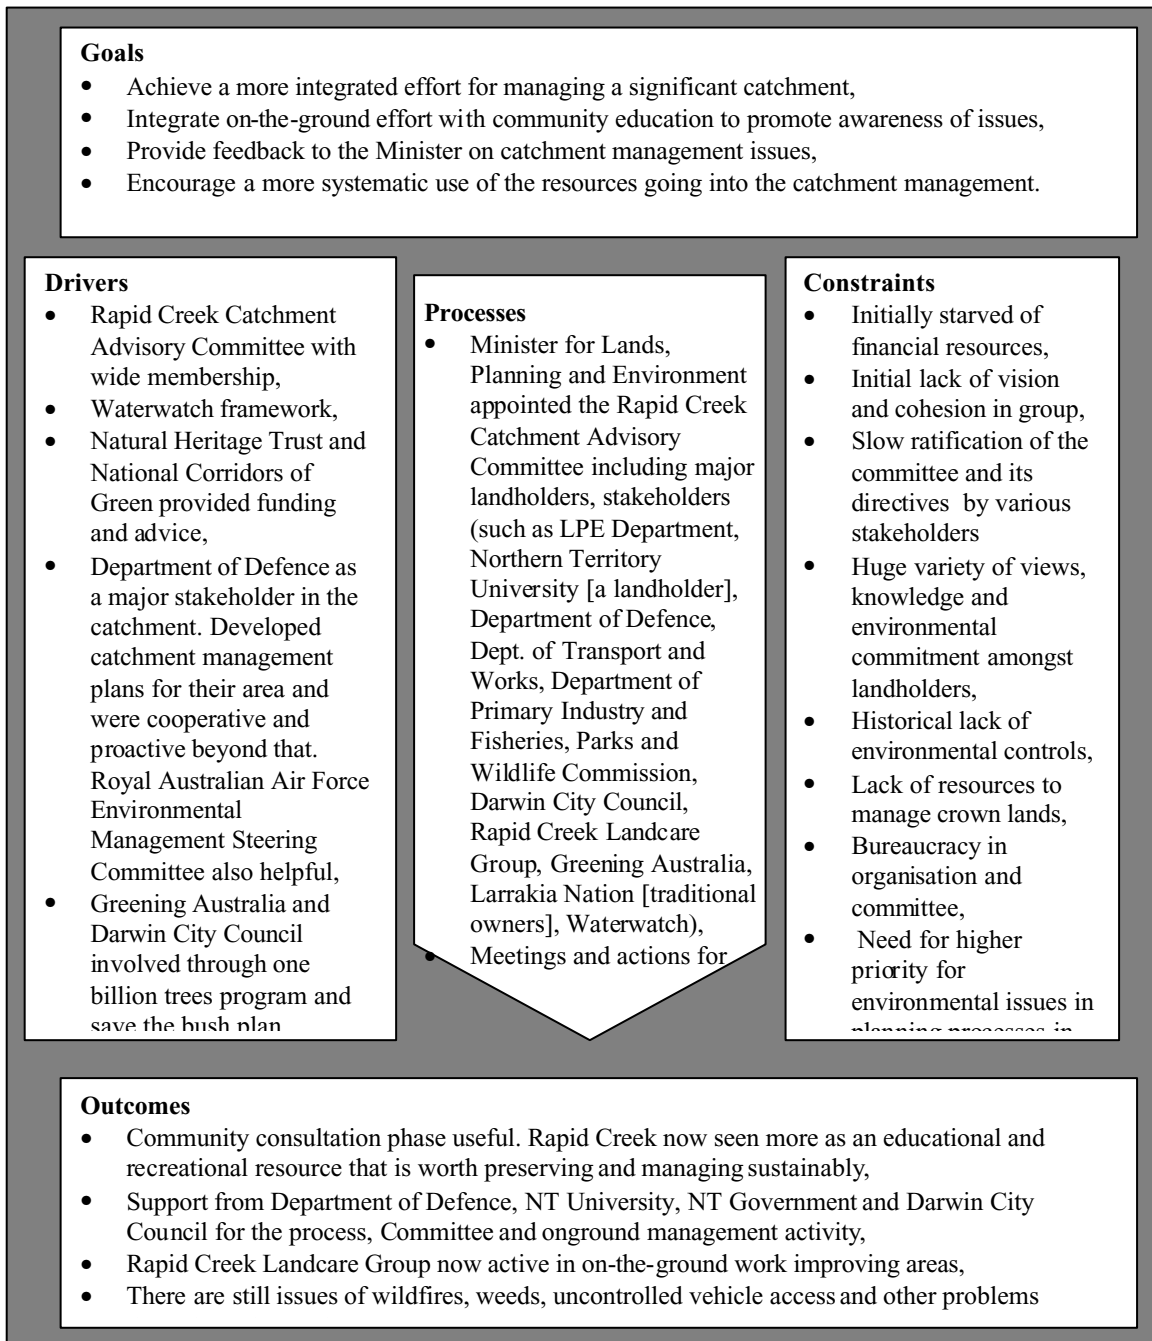 Goals
• Achieve a more integrated effort for managing a significant catchment,
• Integrate on-the-ground effort with community education to promote awareness of issues,
• Provide feedback to the Minister on catchment management issues,
• Encourage a more systematic use of the resources going into the catchment management.
Drivers
• Rapid Creek Catchment
Advisory Committee with
wide membership,
• Waterwatch framework,
• Natural Heritage Trust and
National Corridors of
Green provided funding
and advice,
• Department of Defence as
a major stakeholder in the
catchment. Developed
catchment management
plans for their area and
were cooperative and
proactive beyond that.
Royal Australian Air Force
Environmental
Management Steering
Committee also helpful,
• Greening Australia and
Darwin City Council
involved through one
billion trees program and
save the bush plan
Processes
• Minister for Lands,
Planning and Environment
appointed the Rapid Creek
Catchment Advisory
Committee including major
landholders, stakeholders
(such as LPE Department,
Northern Territory
University [a landholder],
Department of Defence,
Dept. of Transport and
Works, Department of
Primary Industry and
Fisheries, Parks and
Wildlife Commission,
Darwin City Council,
Rapid Creek Landcare
Group, Greening Australia,
Larrakia Nation [traditional
owners], Waterwatch),
• Meetings and actions for
Constraints
• Initially starved of
financial resources,
• Initial lack of vision
and cohesion in group,
• Slow ratification of the
committee and its
directives by various
stakeholders
• Huge variety of views,
knowledge and
environmental
commitment amongst
landholders,
• Historical lack of
environmental controls,
• Lack of resources to
manage crown lands,
• Bureaucracy in
organisation and
committee,
• Need for higher
priority for
environmental issues in
planning processes in
Outcomes
• Community consultation phase useful. Rapid Creek now seen more as an educational and
recreational resource that is worth preserving and managing sustainably,
• Support from Department of Defence, NT University, NT Government and Darwin City
Council for the process, Committee and onground management activity,
• Rapid Creek Landcare Group now active in on-the-ground work improving areas,
• There are still issues of wildfires, weeds, uncontrolled vehicle access and other problems